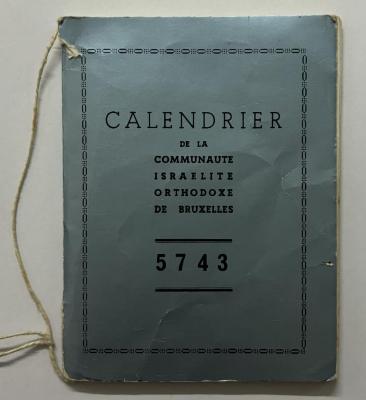 CALENDRIER
DE LA
COMMUNAUTE
ISRAELITE
ORTHODOXE
DE BRUXELLES
5743